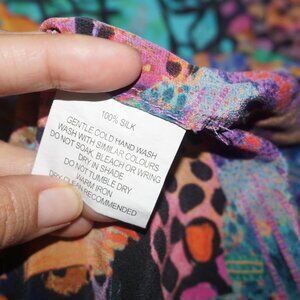 100% SILK
GENTLE COLD HAND WASH
WASH WITH SIMILAR COLOURS
DO NOT SOAK, BLEACH OR WRING
DRY IN SHADE
DO NOT TUMBLE DRY
WARM IRON
DRY CLEAN RECOMMENDED